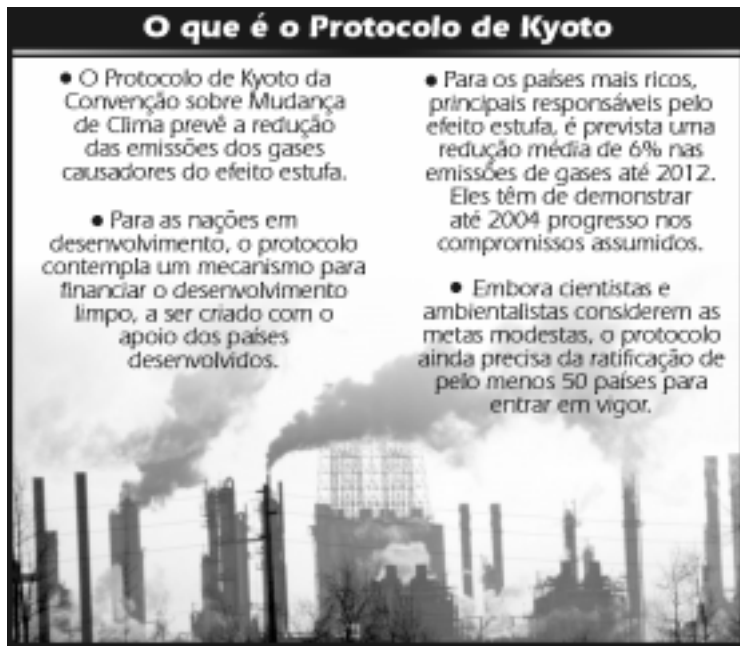 O que é o Protocolo de Kyoto
• O Protocolo de Kyoto da
Convenção sobre Mudança
de Clima prevê a redução
das emissões dos gases
causadores do efeito estufa.
• Para as nações em
desenvolvimento, o protocolo
contempla um mecanismo para
financiar o desenvolvimento
limpo, a ser criado com o
apoio dos países
desenvolvidos.
• Para os países mais ricos,
principais responsáveis pelo
efeito estufa, é prevista uma
redução média de 6% nas
emissões de gases até 2012.
Eles têm de demonstrar
até 2004 progresso nos
compromissos assumidos.
• Embora cientistas e
ambientalistas considerem as
metas modestas, o protocolo
ainda precisa da ratificação de
pelo menos 50 países para
entrar em vigor.